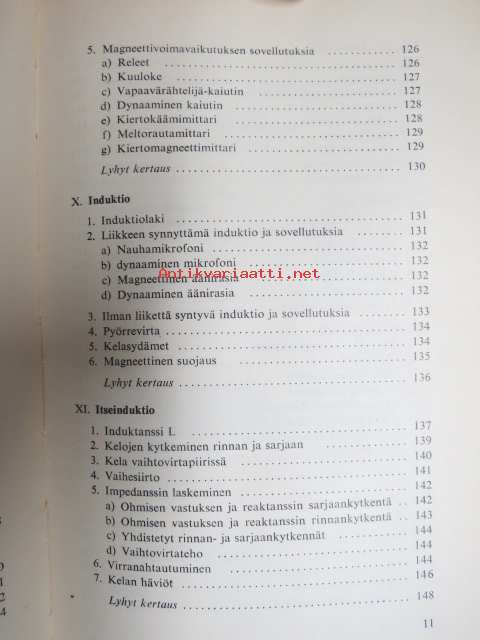 5. Magneettivoimavaikutuksen sovellutuksia ............ 126
a) Releet ............ 126
b) Kuuloke ............ 127
c) Vapaavärähtelijä-kaiutin ............ 127
d) Dynaaminen kaiutin ............ 128
e) Kiertokäämimittari ............ 128
f) Meltorautamittari ............ 129
g) Kiertomagneettimittari ............ 129
Lyhyt kertaus ............ 130
X. Induktio
1. Induktiolaki ............ 131
2. Liikkeen synnyttämä induktio ja sovellutuksia ............ 131
a) Nauhamikrofoni ............ 132
b) dynaaminen mikrofoni ............ 132
Antikvariaatti.net
c) Magneettinen äänirasia ............ 132
d) Dynaaminen äänirasia ............ 132
3. Ilman liikettä syntyvä induktio ja sovellutuksia ............ 133
4. Pyörrevirta ............ 134
5. Kelasydämet ............ 134
6. Magneettinen suojaus ............ 135
Lyhyt kertaus ............ 136
XI. Itseinduktio
1. Induktanssi L ............ 137
2. Kelojen kytkeminen rinnan ja sarjaan ............ 139
3. Kela vaihtovirtapiirissä ............ 140
4. Vaihesiirto ............ 141
5. Impedanssin laskeminen ............ 142
a) Ohmisen vastuksen ja reaktanssin sarjaankytkentä .. 142
b) Ohmisen vastuksen ja reaktanssin rinnankytkentä .. 143
c) Yhdistetyt rinnan- ja sarjaankytkennät ............ 144
d) Vaihtovirtateho ............ 144
6. Virranahtautuminen ............ 144
7. Kelan häviöt ............ 146
Lyhyt kertaus ............ 148
11
1
2
4